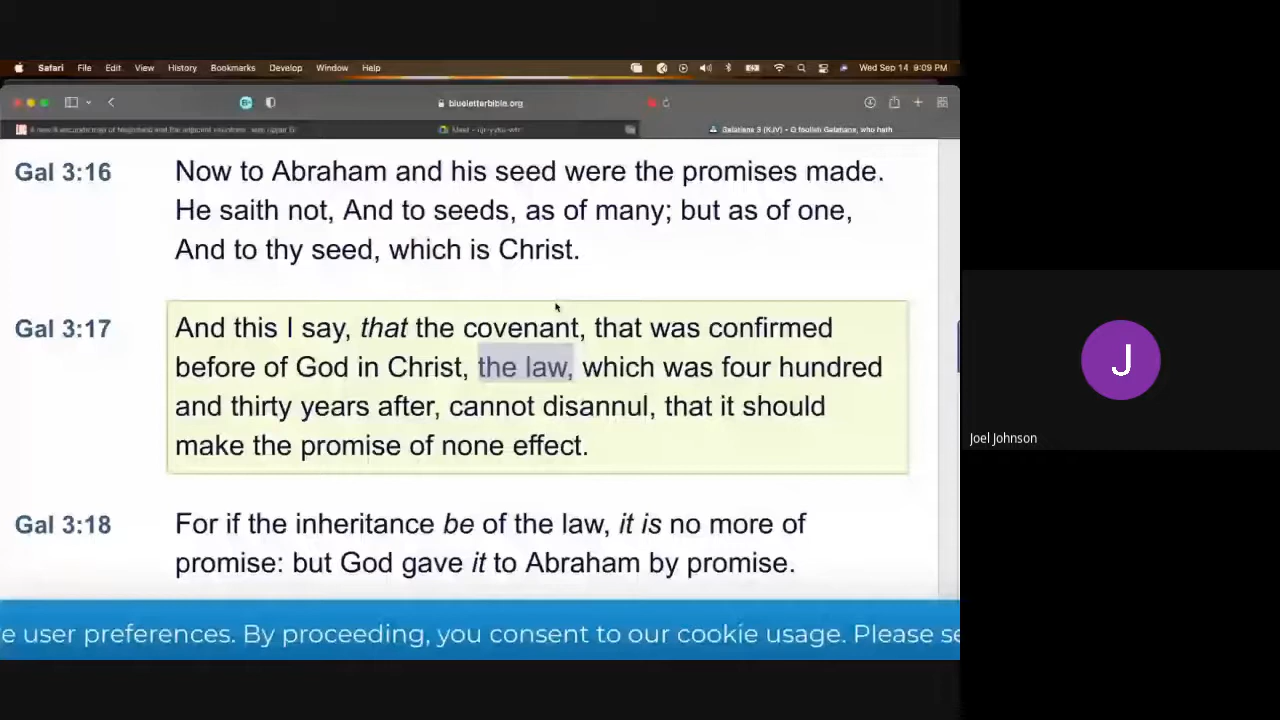 Safari File Edit View History Bookmarks Develop Window Help Wed Sep 14 9:09 PM
blueletterbible.org
Galatians 3 (KJV) - O foolish Galatians, who hath
Gal 3:16 Now to Abraham and his seed were the promises made.
He saith not, And to seeds, as of many; but as of one,
And to thy seed, which is Christ.
Gal 3:17 And this I say, that the covenant, that was confirmed
before of God in Christ, the law, which was four hundred
and thirty years after, cannot disannul, that it should
make the promise of none effect.
Gal 3:18 For if the inheritance be of the law, it is no more of
promise: but God gave it to Abraham by promise.
e user preferences. By proceeding, you consent to our cookie usage. Please se
J
Joel Johnson